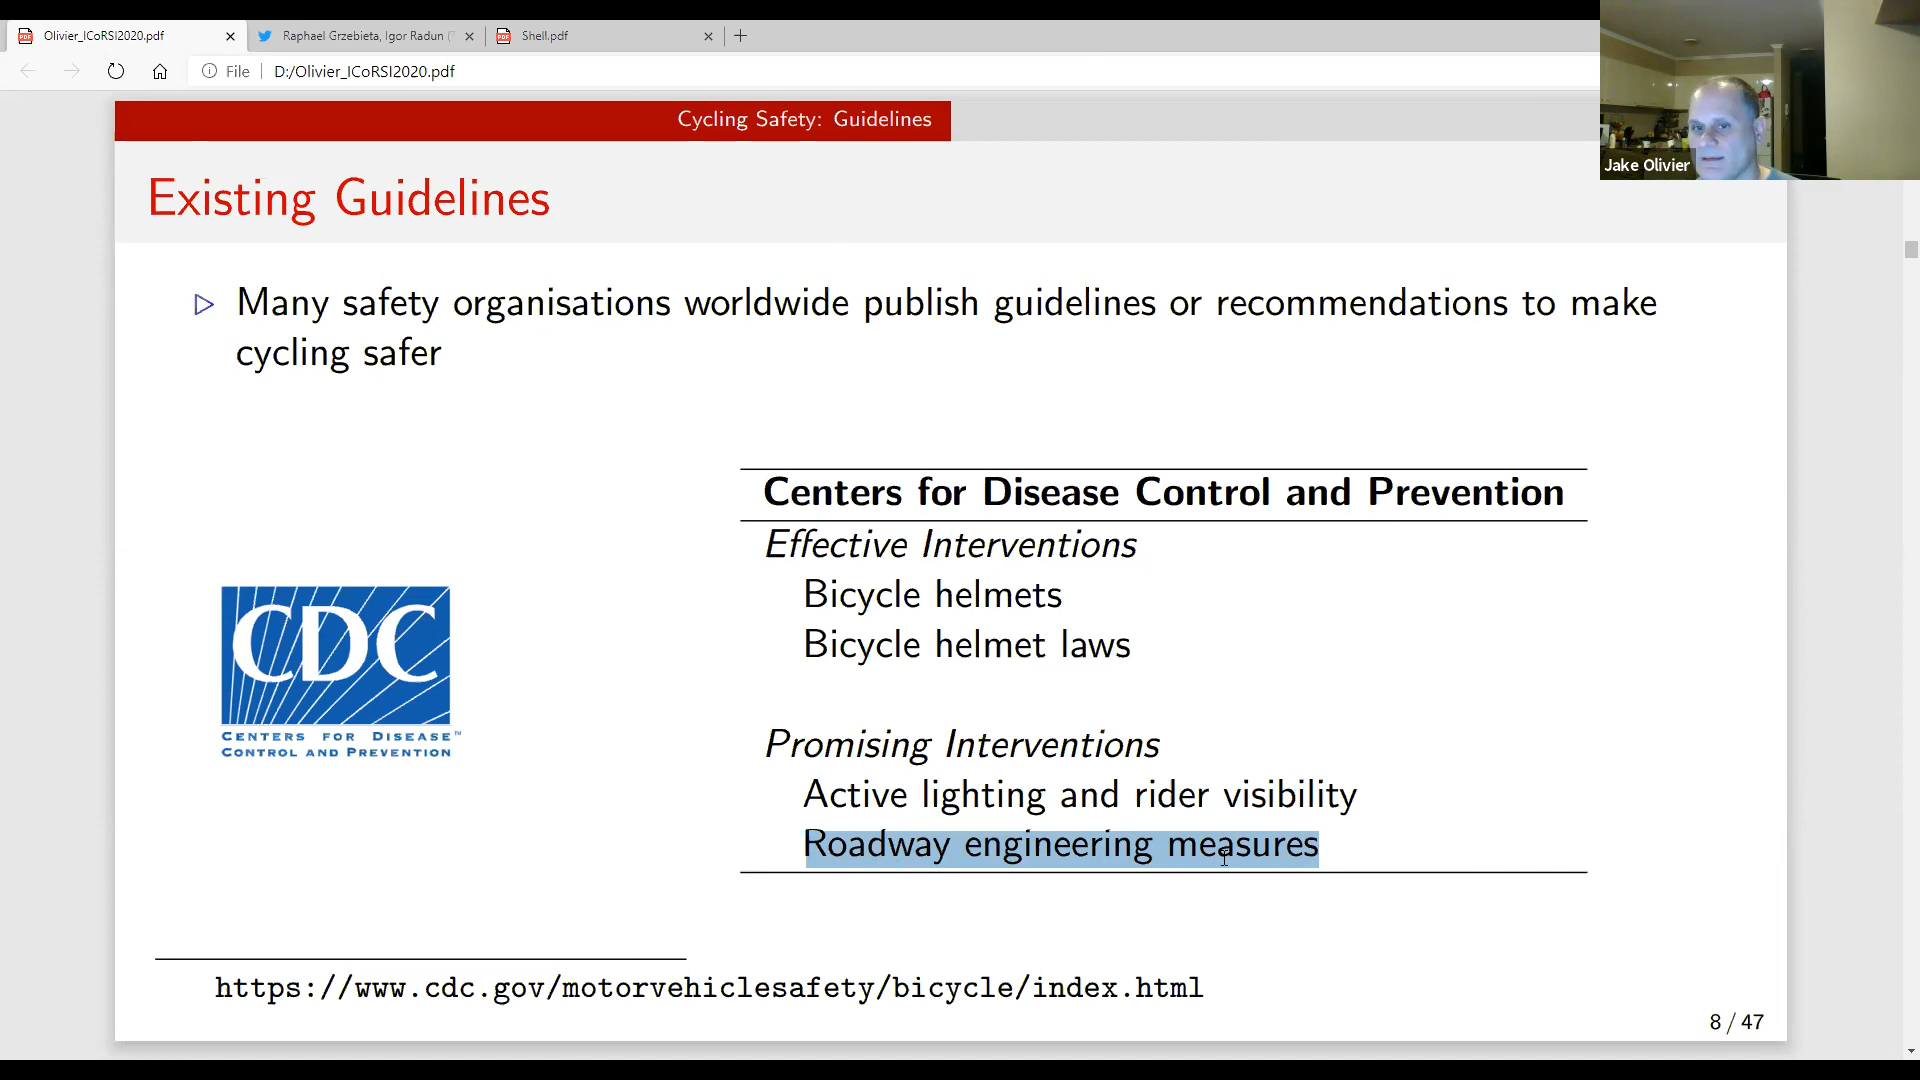 Olivier_ICoRSI2020.pdf
Raphael Grzebieta, Igor Radun (
Shell.pdf
File
D:/Olivier_ICoRSI2020.pdf
Jake Olivier
Cycling Safety: Guidelines
Existing Guidelines
Many safety organisations worldwide publish guidelines or recommendations to make
cycling safer
Centers for Disease Control and Prevention
Effective Interventions
Bicycle helmets
Bicycle helmet laws
Promising Interventions
Active lighting and rider visibility
Roadway engineering measures
CDC
CENTERS FOR DISEASE™
CONTROL AND PREVENTION
https://www.cdc.gov/motorvehiclesafety/bicycle/index.html
8 / 47